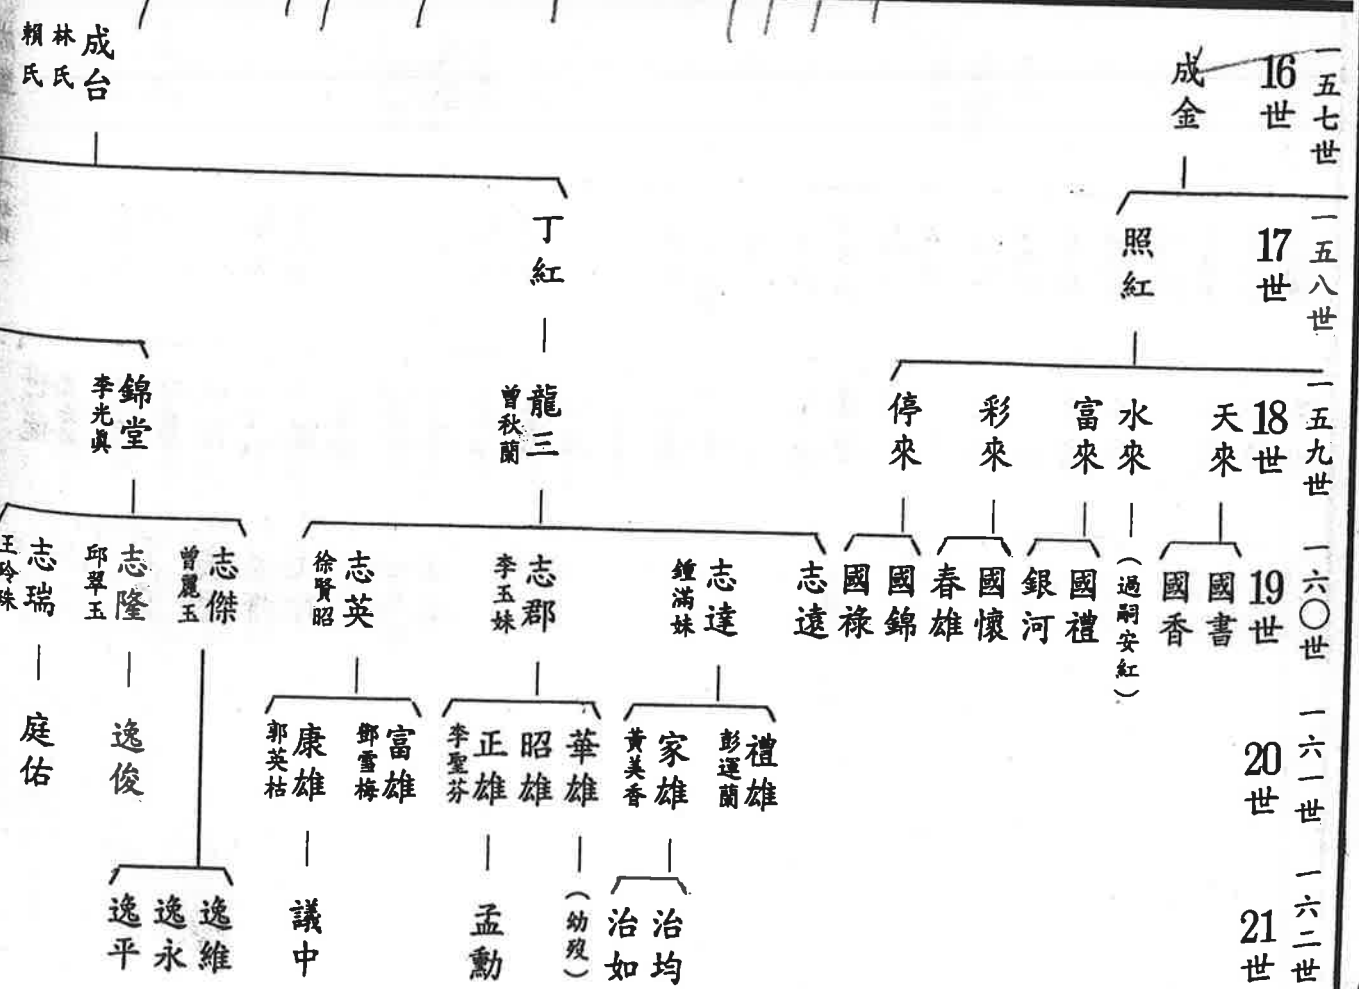 一五七世
16世
成金
成台
林氏
賴氏
一五八世
17世
照紅
丁紅
一五九世
18世
天來
水來
富來
彩來
停來
龍三
曾秋蘭
錦堂
李光眞
一六〇世
19世
國書
國香
（過嗣安紅）
國禮
銀河
國懷
春雄
國錦
國祿
志遠
志達
鍾滿妹
志郡
李玉妹
志英
徐賢昭
志傑
曾麗玉
志隆
邱翠玉
志瑞
王玲珠
一六一世
20世
禮雄
彭運蘭
家雄
黃美香
華雄
昭雄
正雄
李聖芬
富雄
鄧雪梅
康雄
郭英枯
逸俊
庭佑
一六二世
21世
治均
治如
（幼歿）
孟勳
議中
逸維
逸永
逸平